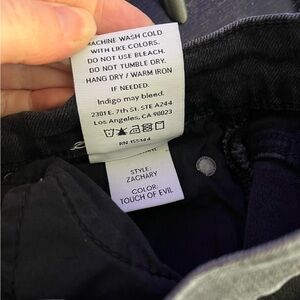 MACHINE WASH COLD
WITH LIKE COLORS.
DO NOT USE BLEACH.
DO NOT TUMBLE DRY.
HANG DRY / WARM IRON
IF NEEDED.
Indigo may bleed.
2301 E. 7th St. STE A244
Los Angeles, CA 90023
RN 155344
STYLE:
ZACHARY
COLOR:
TOUCH OF EVIL